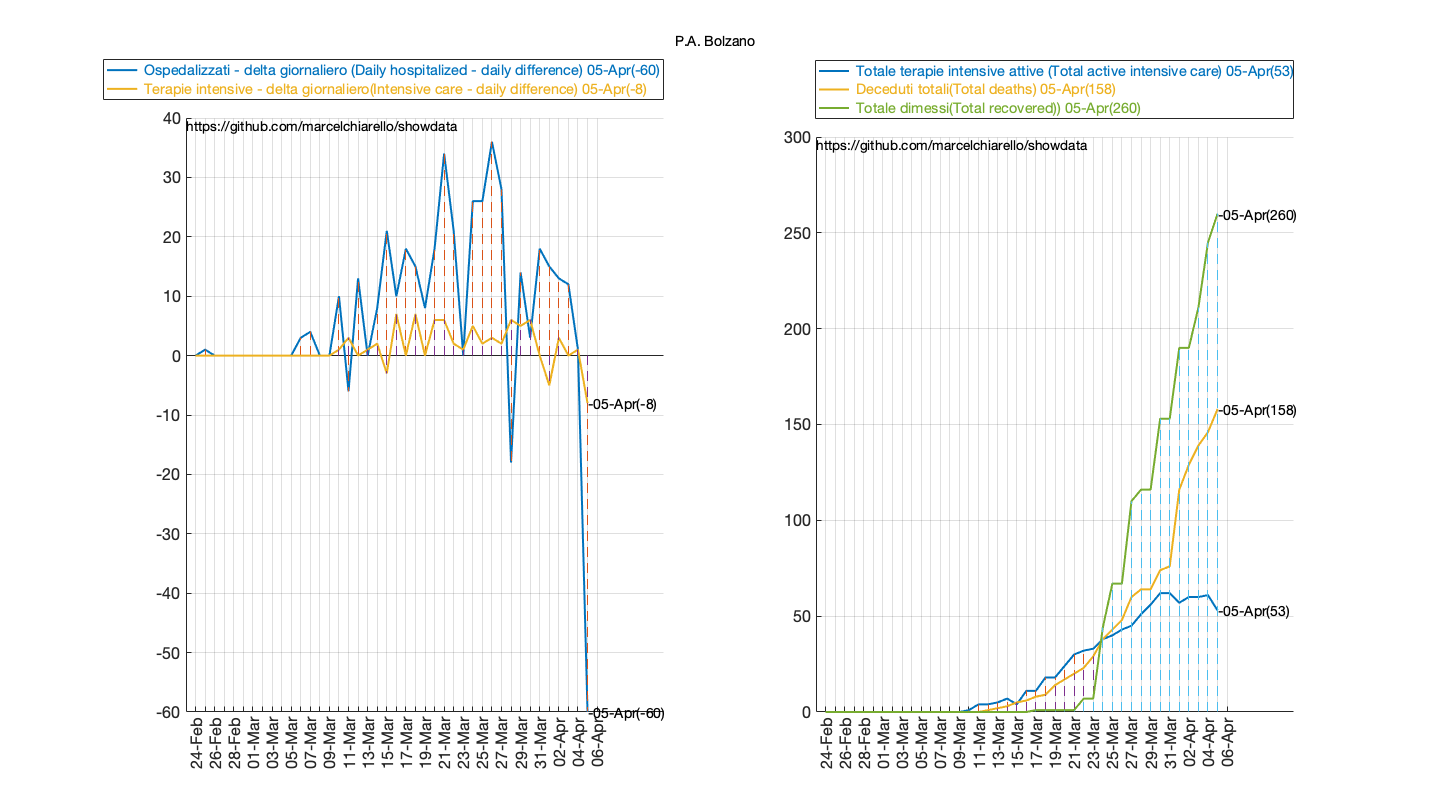 P.A. Bolzano
Ospedalizzati - delta giornaliero (Daily hospitalized - daily difference) 05-Apr(-60)
Terapie intensive - delta giornaliero(Intensive care - daily difference) 05-Apr(-8)
https://github.com/marcelchiarello/showdata
40
30
20
10
0
-10
-20
-30
-40
-50
-60
-05-Apr(-8)
-05-Apr(-60)
24-Feb
26-Feb
28-Feb
01-Mar
03-Mar
05-Mar
07-Mar
09-Mar
11-Mar
13-Mar
15-Mar
17-Mar
19-Mar
21-Mar
23-Mar
25-Mar
27-Mar
29-Mar
31-Mar
02-Apr
04-Apr
06-Apr
Totale terapie intensive attive (Total active intensive care) 05-Apr(53)
Deceduti totali(Total deaths) 05-Apr(158)
Totale dimessi(Total recovered)) 05-Apr(260)
https://github.com/marcelchiarello/showdata
300
250
200
150
100
50
0
-05-Apr(260)
-05-Apr(158)
-05-Apr(53)
24-Feb
26-Feb
28-Feb
01-Mar
03-Mar
05-Mar
07-Mar
09-Mar
11-Mar
13-Mar
15-Mar
17-Mar
19-Mar
21-Mar
23-Mar
25-Mar
27-Mar
29-Mar
31-Mar
02-Apr
04-Apr
06-Apr